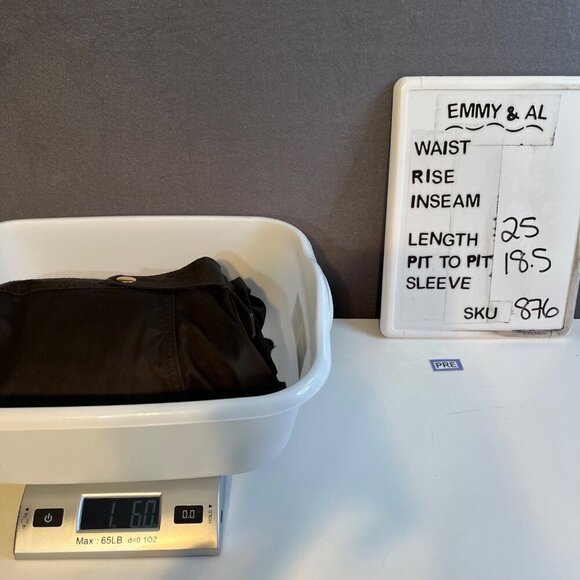 EMMY & AL
WAIST
RISE
INSEAM
LENGTH 25
PIT TO PIT 18.5
SLEEVE
SKU 876
PRE
1 6.0
0.0
HOLD
Max: 65LB d=0.1OZ